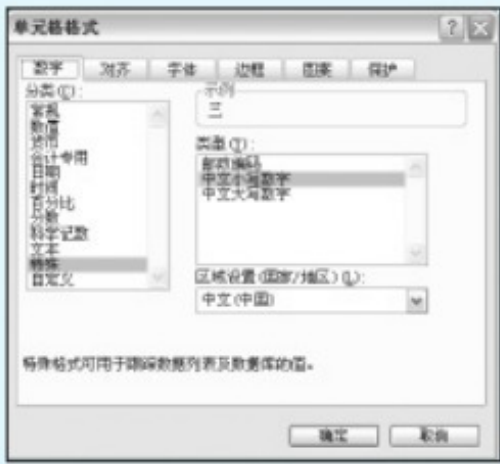 单元格格式
数字 对齐 字体 边框 图案 保护
分类(C):
常规
数值
货币
会计专用
日期
时间
百分比
分数
科学记数
文本
特殊
自定义
示例
三
类型(T):
邮政编码
中文小写数字
中文大写数字
区域设置(国家/地区)(L):
中文(中国)
特殊格式可用于跟踪数据列表及数据库的值。
确定 取消